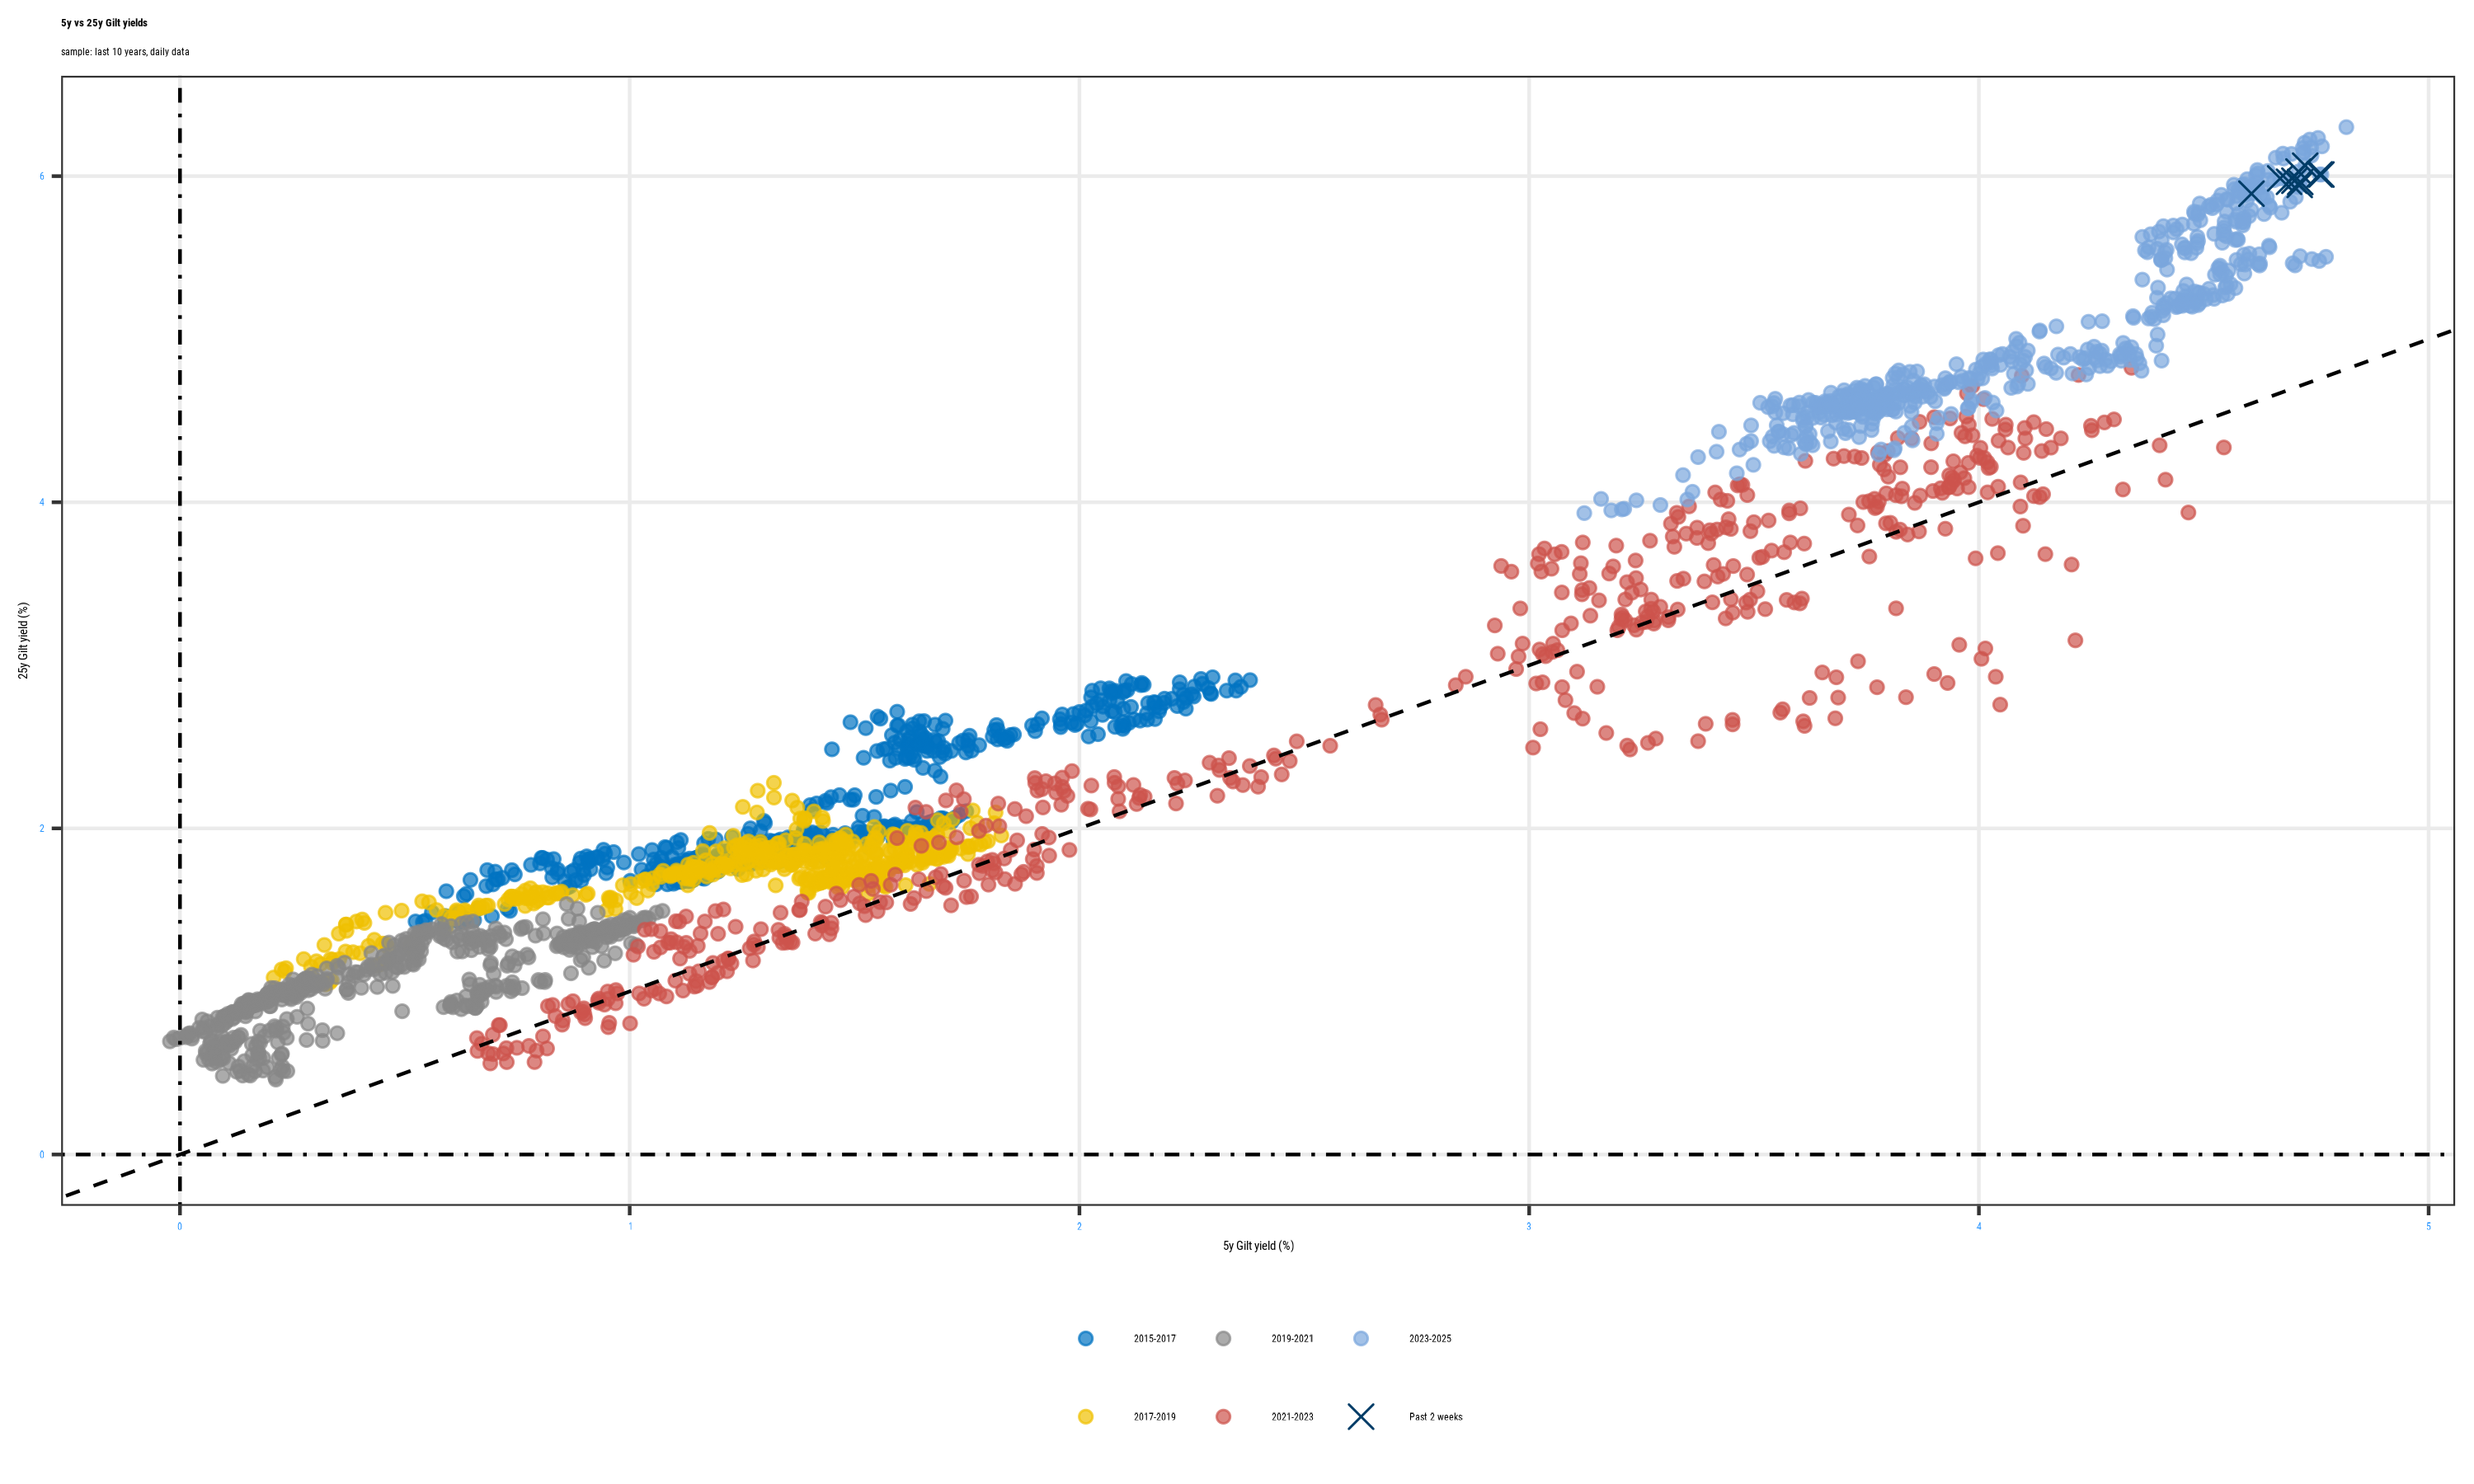 5y vs 25y Gilt yields
sample: last 10 years, daily data
25y Gilt yield (%)
6
4
2
0
0 1 2 3 4 5
5y Gilt yield (%)
2015-2017 2019-2021 2023-2025
2017-2019 2021-2023 Past 2 weeks